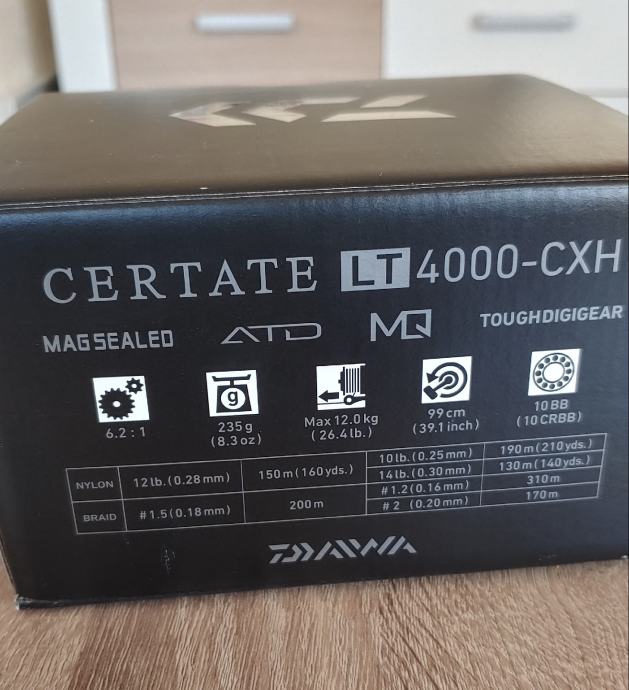 CERTATE LT 4000-CXH
MAGSEALED ATD MQ TOUGHDIGIGEAR
g
6.2 : 1 235g Max 12.0kg 99cm 10BB
(8.3oz) (26.4lb.) (39.1inch) (10CRBB)
NYLON 12lb.(0.28mm) 150m(160yds.) 10lb.(0.25mm) 190m(210yds.)
14lb.(0.30mm) 130m(140yds.)
BRAID #1.5(0.18mm) 200m #1.2(0.16mm) 310m
#2 (0.20mm) 170m
DAIWA